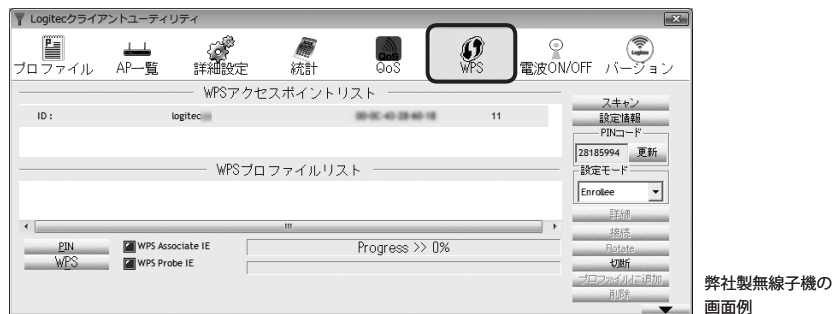 Logitecクライアントユーティリティ
プロファイル AP一覧 詳細設定 統計 QoS WPS 電波ON/OFF バージョン
WPSアクセスポイントリスト
ID : logitec 11
WPSプロファイルリスト
スキャン
設定情報
PINコード
28185994 更新
設定モード
Enrollee
詳細
接続
Rotate
切断
プロファイルに追加
削除
PIN WPS Associate IE Progress >> 0%
WPS WPS Probe IE
弊社製無線子機の
画面例